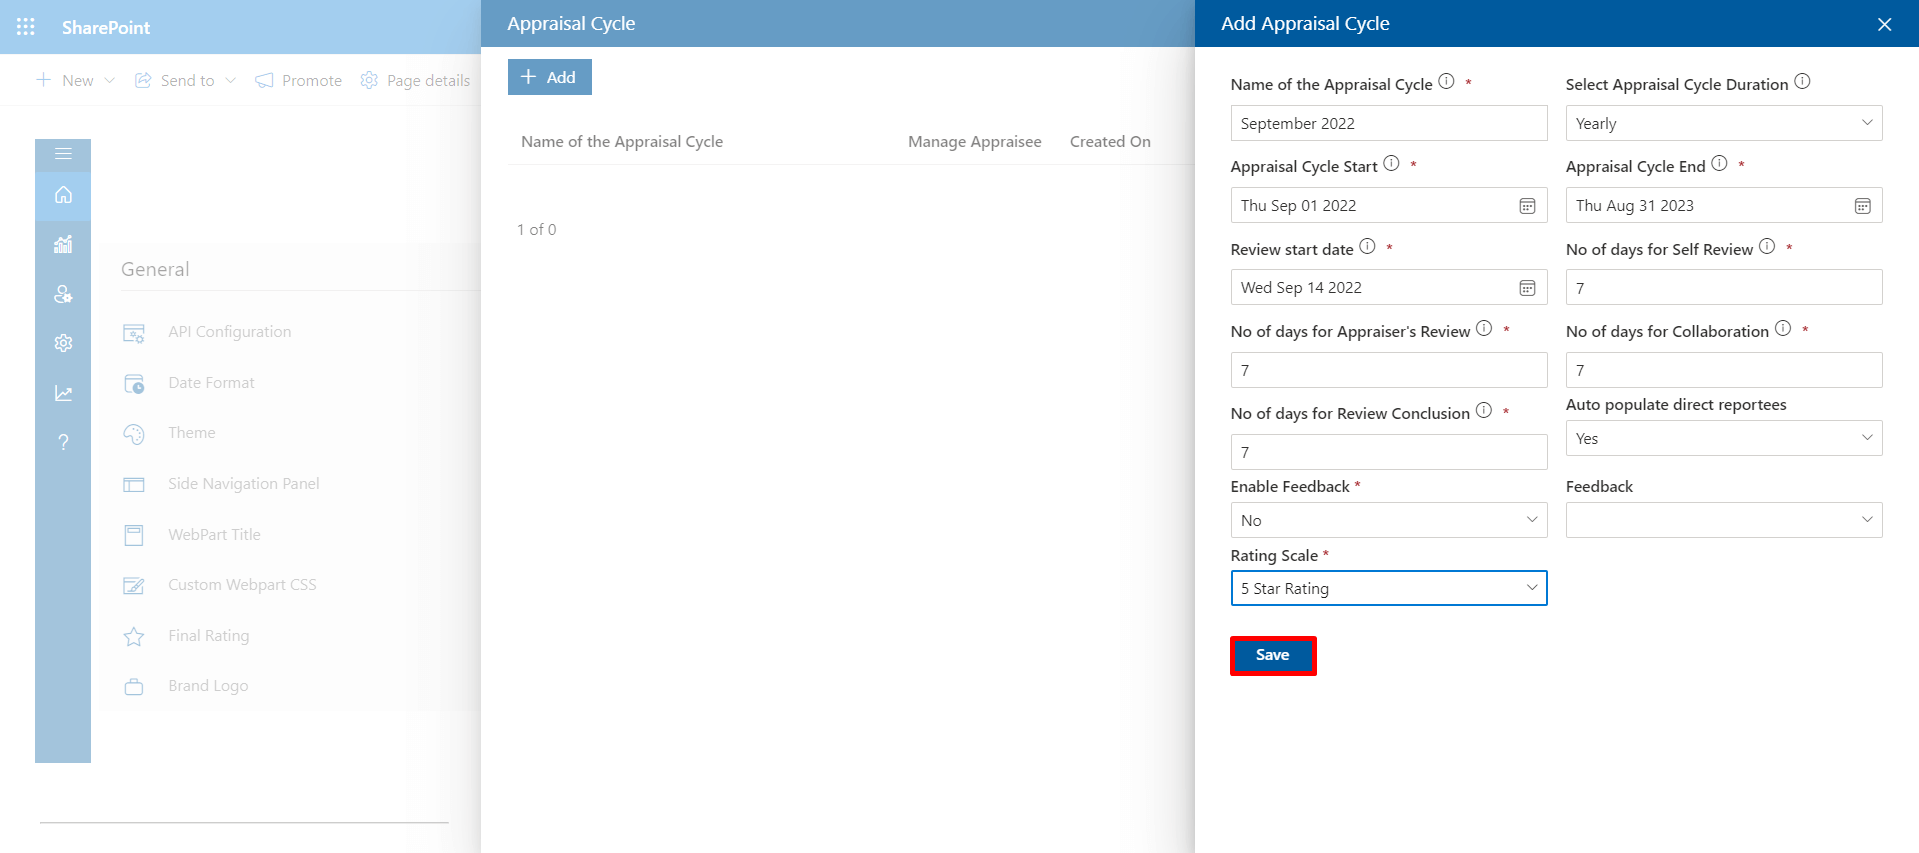 SharePoint
New
Send to
Promote
Page details
General
API Configuration
Date Format
Theme
Side Navigation Panel
WebPart Title
Custom Webpart CSS
Final Rating
Brand Logo
Appraisal Cycle
+ Add
Name of the Appraisal Cycle Manage Appraisee Created On
1 of 0
Add Appraisal Cycle
Name of the Appraisal Cycle * Select Appraisal Cycle Duration
September 2022 Yearly
Appraisal Cycle Start * Appraisal Cycle End *
Thu Sep 01 2022 Thu Aug 31 2023
Review start date * No of days for Self Review *
Wed Sep 14 2022 7
No of days for Appraiser's Review * No of days for Collaboration *
7 7
No of days for Review Conclusion * Auto populate direct reportees
7 Yes
Enable Feedback * Feedback
No
Rating Scale *
5 Star Rating
Save